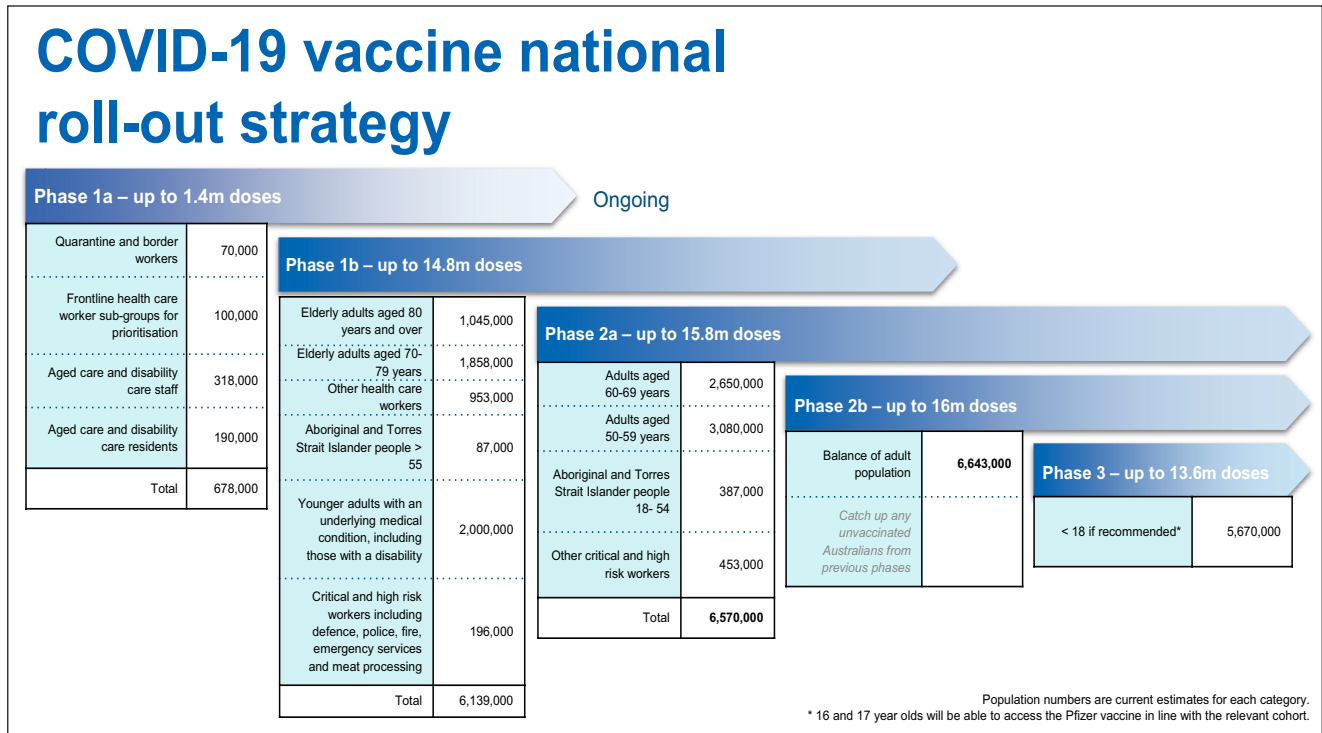 COVID-19 vaccine national
roll-out strategy
Phase 1a – up to 1.4m doses
Ongoing
Quarantine and border
workers
70,000
Frontline health care
worker sub-groups for
prioritisation
100,000
Aged care and disability
care staff
318,000
Aged care and disability
care residents
190,000
Total
678,000
Phase 1b – up to 14.8m doses
Elderly adults aged 80
years and over
1,045,000
Elderly adults aged 70-
79 years
1,858,000
Other health care
workers
953,000
Aboriginal and Torres
Strait Islander people >
55
87,000
Younger adults with an
underlying medical
condition, including
those with a disability
2,000,000
Critical and high risk
workers including
defence, police, fire,
emergency services
and meat processing
196,000
Total
6,139,000
Phase 2a – up to 15.8m doses
Adults aged
60-69 years
2,650,000
Adults aged
50-59 years
3,080,000
Aboriginal and Torres
Strait Islander people
18- 54
387,000
Other critical and high
risk workers
453,000
Total
6,570,000
Phase 2b – up to 16m doses
Balance of adult
population
6,643,000
Catch up any
unvaccinated
Australians from
previous phases
Phase 3 – up to 13.6m doses
< 18 if recommended*
5,670,000
Population numbers are current estimates for each category.
* 16 and 17 year olds will be able to access the Pfizer vaccine in line with the relevant cohort.